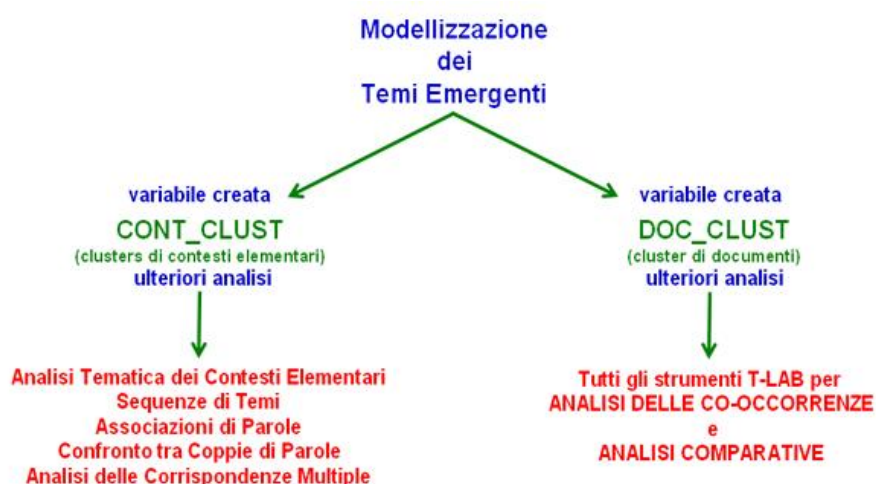 Modellizzazione
dei
Temi Emergenti
variabile creata
CONT_CLUST
(clusters di contesti elementari)
ulteriori analisi
Analisi Tematica dei Contesti Elementari
Sequenze di Temi
Associazioni di Parole
Confronto tra Coppie di Parole
Analisi delle Corrispondenze Multiple
variabile creata
DOC_CLUST
(cluster di documenti)
ulteriori analisi
Tutti gli strumenti T-LAB per
ANALISI DELLE CO-OCCORRENZE
e
ANALISI COMPARATIVE